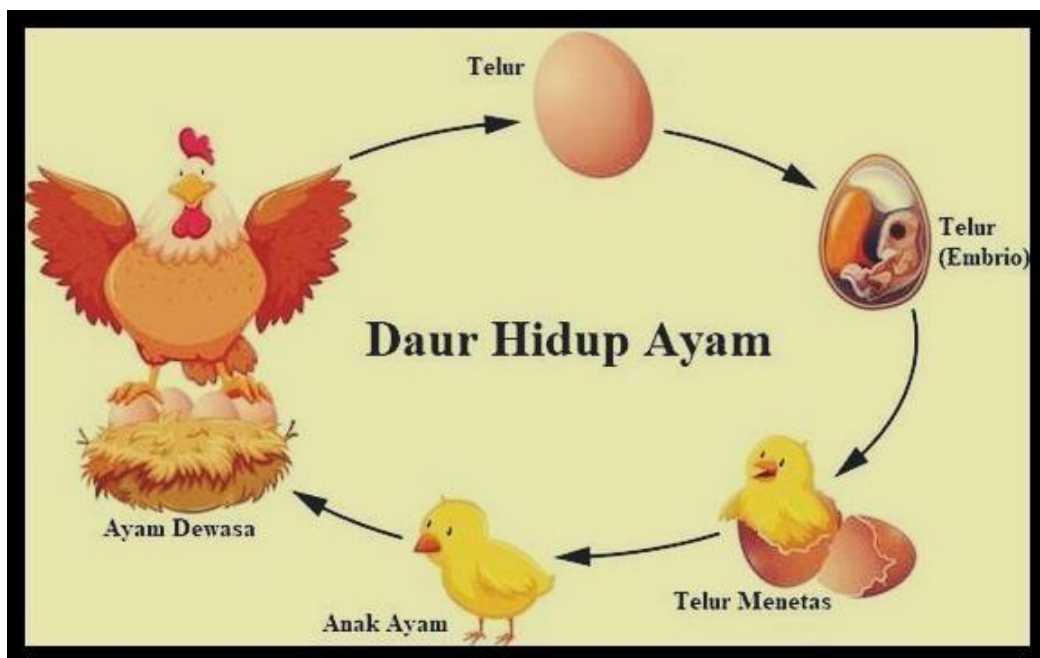 Telur
Telur
(Embrio)
Daur Hidup Ayam
Ayam Dewasa
Telur Menetas
Anak Ayam